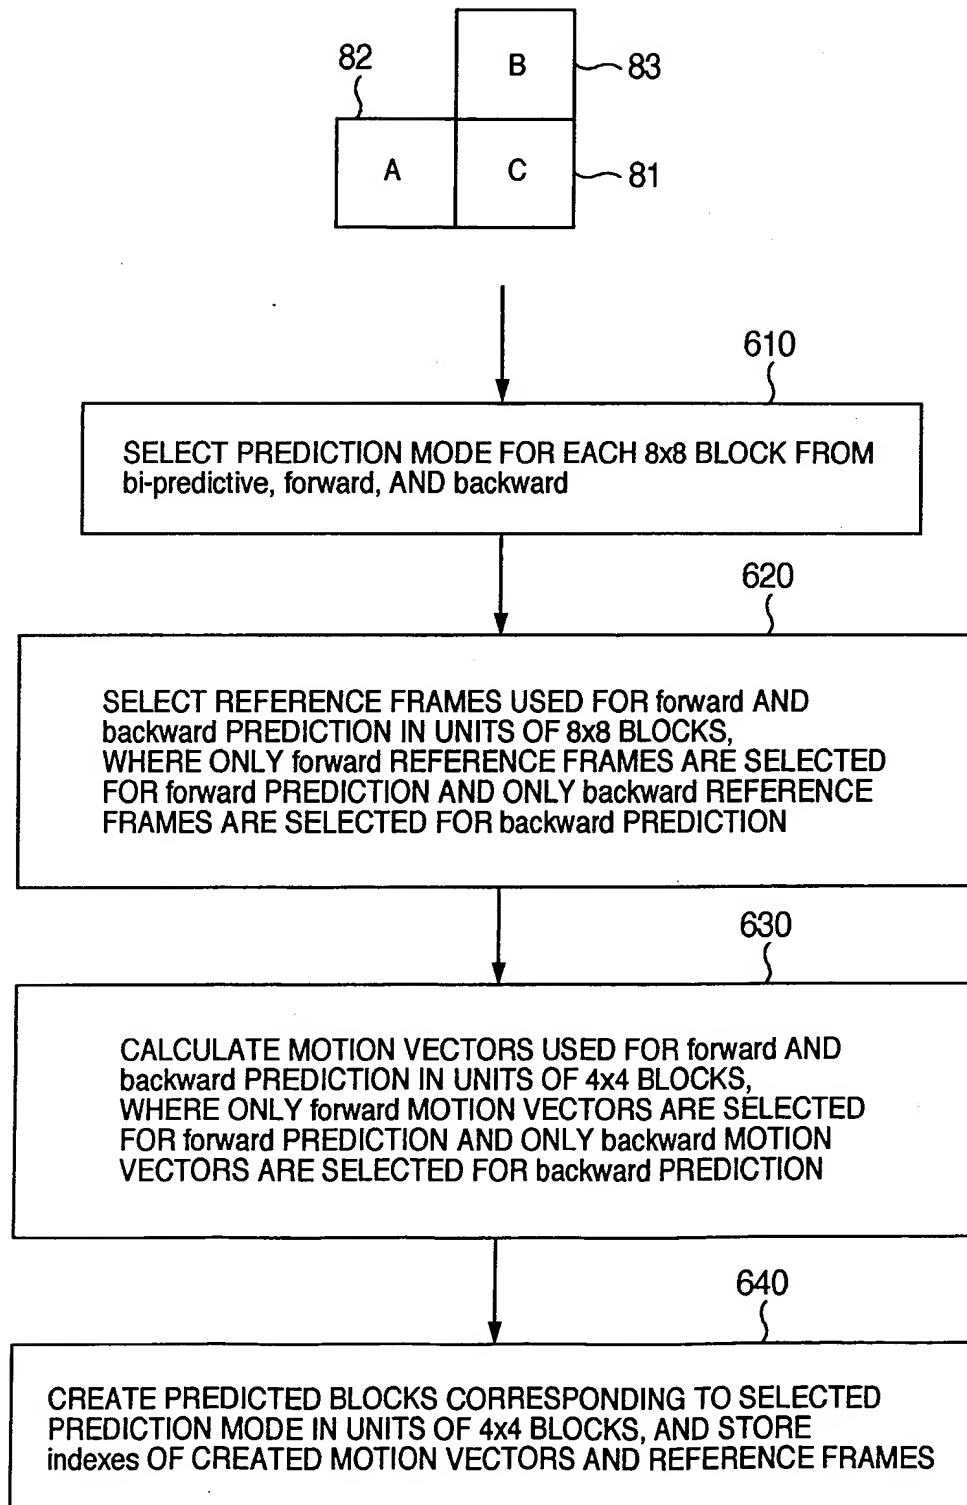 82
B
83
A
C
81
610
SELECT PREDICTION MODE FOR EACH 8x8 BLOCK FROM
bi-predictive, forward, AND backward
620
SELECT REFERENCE FRAMES USED FOR forward AND
backward PREDICTION IN UNITS OF 8x8 BLOCKS,
WHERE ONLY forward REFERENCE FRAMES ARE SELECTED
FOR forward PREDICTION AND ONLY backward REFERENCE
FRAMES ARE SELECTED FOR backward PREDICTION
630
CALCULATE MOTION VECTORS USED FOR forward AND
backward PREDICTION IN UNITS OF 4x4 BLOCKS,
WHERE ONLY forward MOTION VECTORS ARE SELECTED
FOR forward PREDICTION AND ONLY backward MOTION
VECTORS ARE SELECTED FOR backward PREDICTION
640
CREATE PREDICTED BLOCKS CORRESPONDING TO SELECTED
PREDICTION MODE IN UNITS OF 4x4 BLOCKS, AND STORE
indexes OF CREATED MOTION VECTORS AND REFERENCE FRAMES